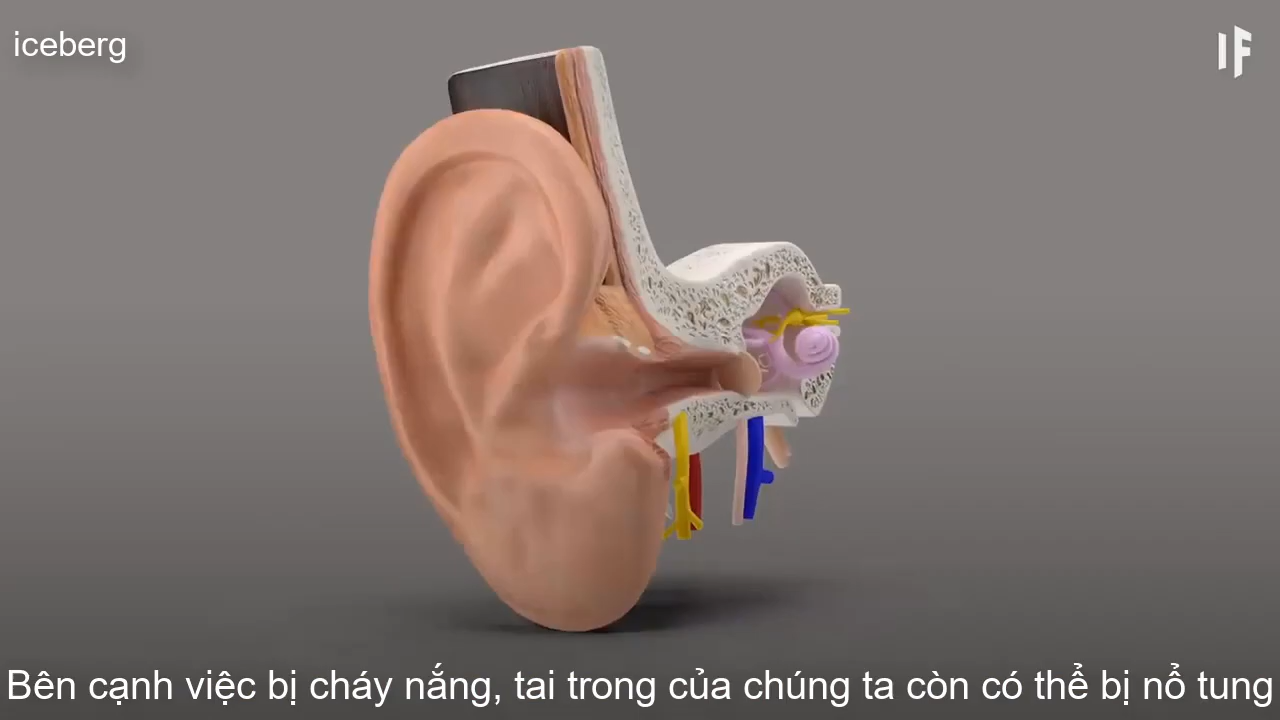 iceberg
IF
Bên cạnh việc bị cháy nắng, tai trong của chúng ta còn có thể bị nổ tung